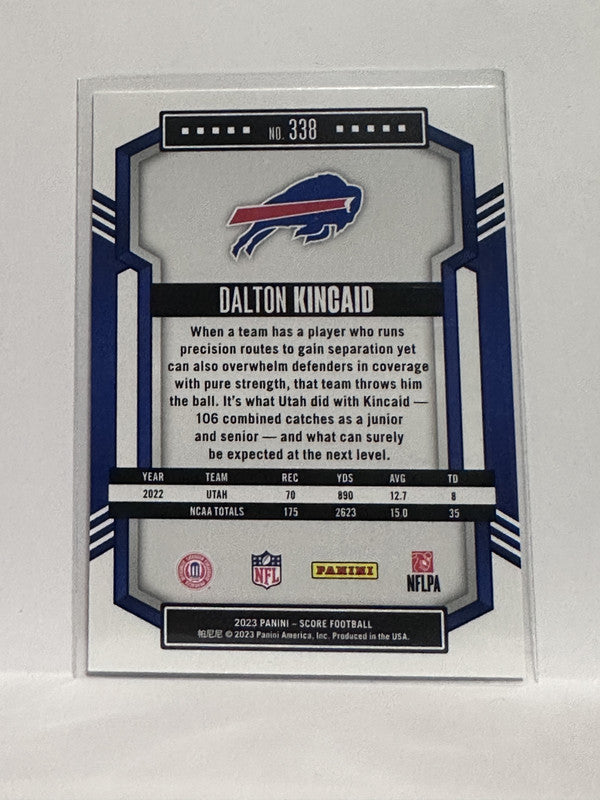 NO. 338
DALTON KINCAID
When a team has a player who runs
precision routes to gain separation yet
can also overwhelm defenders in coverage
with pure strength, that team throws him
the ball. It's what Utah did with Kincaid —
106 combined catches as a junior
and senior — and what can surely
be expected at the next level.
YEAR TEAM REC YDS AVG TD
2022 UTAH 70 890 12.7 8
NCAA TOTALS 175 2623 15.0 35
NFL PANINI NFLPA
2023 PANINI – SCORE FOOTBALL
帕尼尼 © 2023 Panini America, Inc. Produced in the USA.